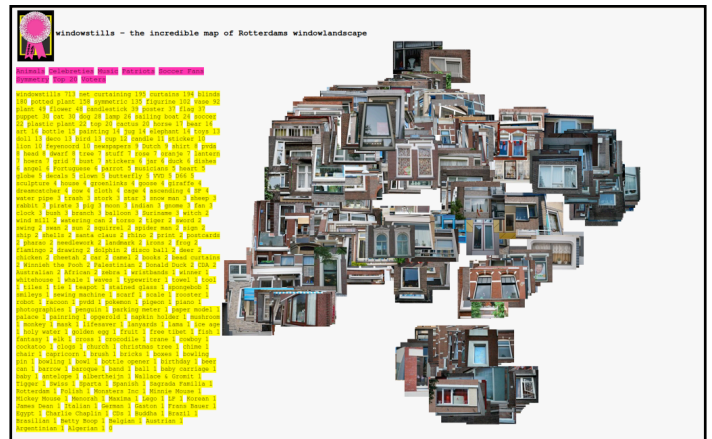 windowstills - the incredible map of Rotterdams windowlandscape
Animals Celebreties Music Patriots Soccer Fans
Symmetry Top 20 Voters
windowstills 713 net curtaining 195 curtains 194 blinds
180 potted plant 158 symmetric 135 figurine 102 vase 92
plant 49 flower 48 candlestick 39 poster 37 flag 37
puppet 30 cat 30 dog 28 lamp 26 sailing boat 24 soccer
22 plastic plant 22 top 20 cactus 20 horse 17 bear 16
art 16 bottle 15 painting 14 jug 14 elephant 14 toys 13
doll 13 deco 13 bird 13 cup 12 candle 11 sticker 10
lion 10 feyenoord 10 newspapers 9 Dutch 9 shirt 8 pvda
8 head 8 dwarf 8 tree 7 stuff 7 rose 7 oranje 7 lantern
7 hoera 7 grid 7 bust 7 stickers 6 jar 6 duck 6 dishes
6 angel 6 Portuguese 6 parrot 5 musicians 5 heart 5
globe 5 decals 5 clown 5 butterfly 5 VVD 5 D66 5
sculpture 4 house 4 groenlinks 4 goose 4 giraffe 4
dreamcatcher 4 cow 4 cloth 4 cage 4 ascending 4 SP 4
water pipe 3 trash 3 stork 3 star 3 snow man 3 sheep 3
rabbit 3 pirate 3 pig 3 moon 3 indian 3 gnome 3 fan 3
clock 3 bush 3 branch 3 balloon 3 Suriname 3 witch 2
wind mill 2 watering can 2 torso 2 tiger 2 sword 2
swing 2 swan 2 sun 2 squirrel 2 spider man 2 sign 2
ship 2 shells 2 santa claus 2 rhino 2 print 2 postcards
2 pharao 2 needlework 2 landmark 2 irons 2 frog 2
flamingo 2 drawing 2 dolphin 2 disco ball 2 deer 2
chicken 2 cheetah 2 car 2 camel 2 books 2 bead curtains
2 Winnieh the Pooh 2 Palestinian 2 Donald Duck 2 CDA 2
Australian 2 African 2 zebra 1 wristbands 1 winner 1
whitehouse 1 whale 1 waves 1 typewriter 1 towel 1 tool
1 tiles 1 tie 1 teapot 1 stained glass 1 spongebob 1
smileys 1 sewing machine 1 scarf 1 scale 1 rooster 1
robot 1 racoon 1 pvdd 1 pokemon 1 pigeon 1 piano 1
photographies 1 penguin 1 parking meter 1 paper model 1
palace 1 painring 1 opgerold 1 napkin holder 1 mushroom
1 monkey 1 mask 1 lifesaver 1 lanyards 1 lama 1 ice age
1 holy water 1 golden egg 1 fruit 1 free tibet 1 fish 1
fantasy 1 elk 1 cross 1 crocodile 1 crane 1 cowboy 1
cockatoo 1 clogs 1 church 1 christmas tree 1 chime 1
chair 1 capricorn 1 brush 1 bricks 1 boxes 1 bowling
pin 1 bowling 1 bowl 1 bottle opener 1 birthday 1 beer
can 1 barrow 1 baroque 1 band 1 ball 1 baby carriage 1
baby 1 antelope 1 albertheijn 1 Wallace & Gromit 1
Tigger 1 Swiss 1 Sparta 1 Spanish 1 Sagrada Familia 1
Rotterdam 1 Polish 1 Monsters Inc 1 Minnie Mouse 1
Mickey Mouse 1 Menorah 1 Maxima 1 Lego 1 LP 1 Korean 1
James Dean 1 Italian 1 German 1 Gaston 1 Frans Bauer 1
Egypt 1 Charlie Chaplin 1 CDs 1 Buddha 1 Brazil 1
Brasilian 1 Betty Boop 1 Belgian 1 Austrian 1
Argentinian 1 Algerian 1 0